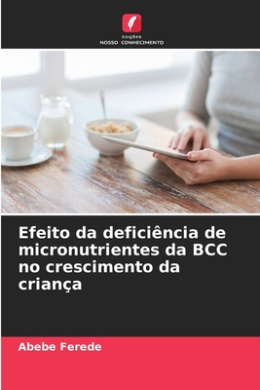 edições
NOSSO CONHECIMENTO
Efeito da deficiência de
micronutrientes da BCC
no crescimento da
criança
Abebe Ferede